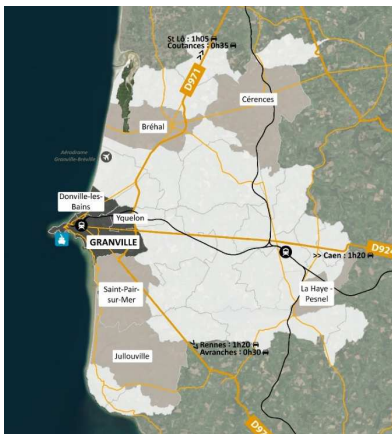 St Lô : 1h05
Coutances : 0h35
D971
Cérences
Bréhal
Aérodrome
Granville-Bréville
Donville-les-
Bains
Yquelon
GRANVILLE
D924
>> Caen : 1h20
Saint-Pair-
sur-Mer
La Haye -
Pesnel
Rennes : 1h20
Avranches : 0h30
Jullouville